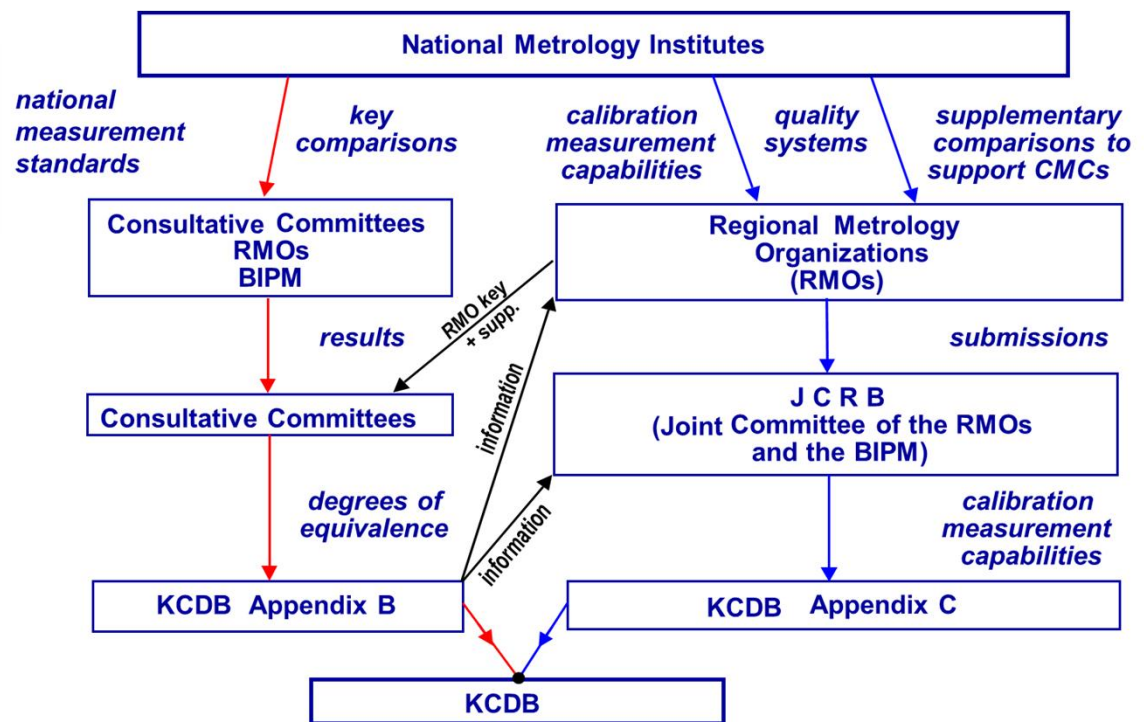 National Metrology Institutes
national
measurement
standards
key
comparisons
calibration
measurement
capabilities
quality
systems
supplementary
comparisons to
support CMCs
Consultative Committees
RMOs
BIPM
Regional Metrology
Organizations
(RMOs)
RMO key
+ supp.
results
submissions
information
Consultative Committees
J C R B
(Joint Committee of the RMOs
and the BIPM)
degrees of
equivalence
information
calibration
measurement
capabilities
KCDB Appendix B
KCDB Appendix C
KCDB